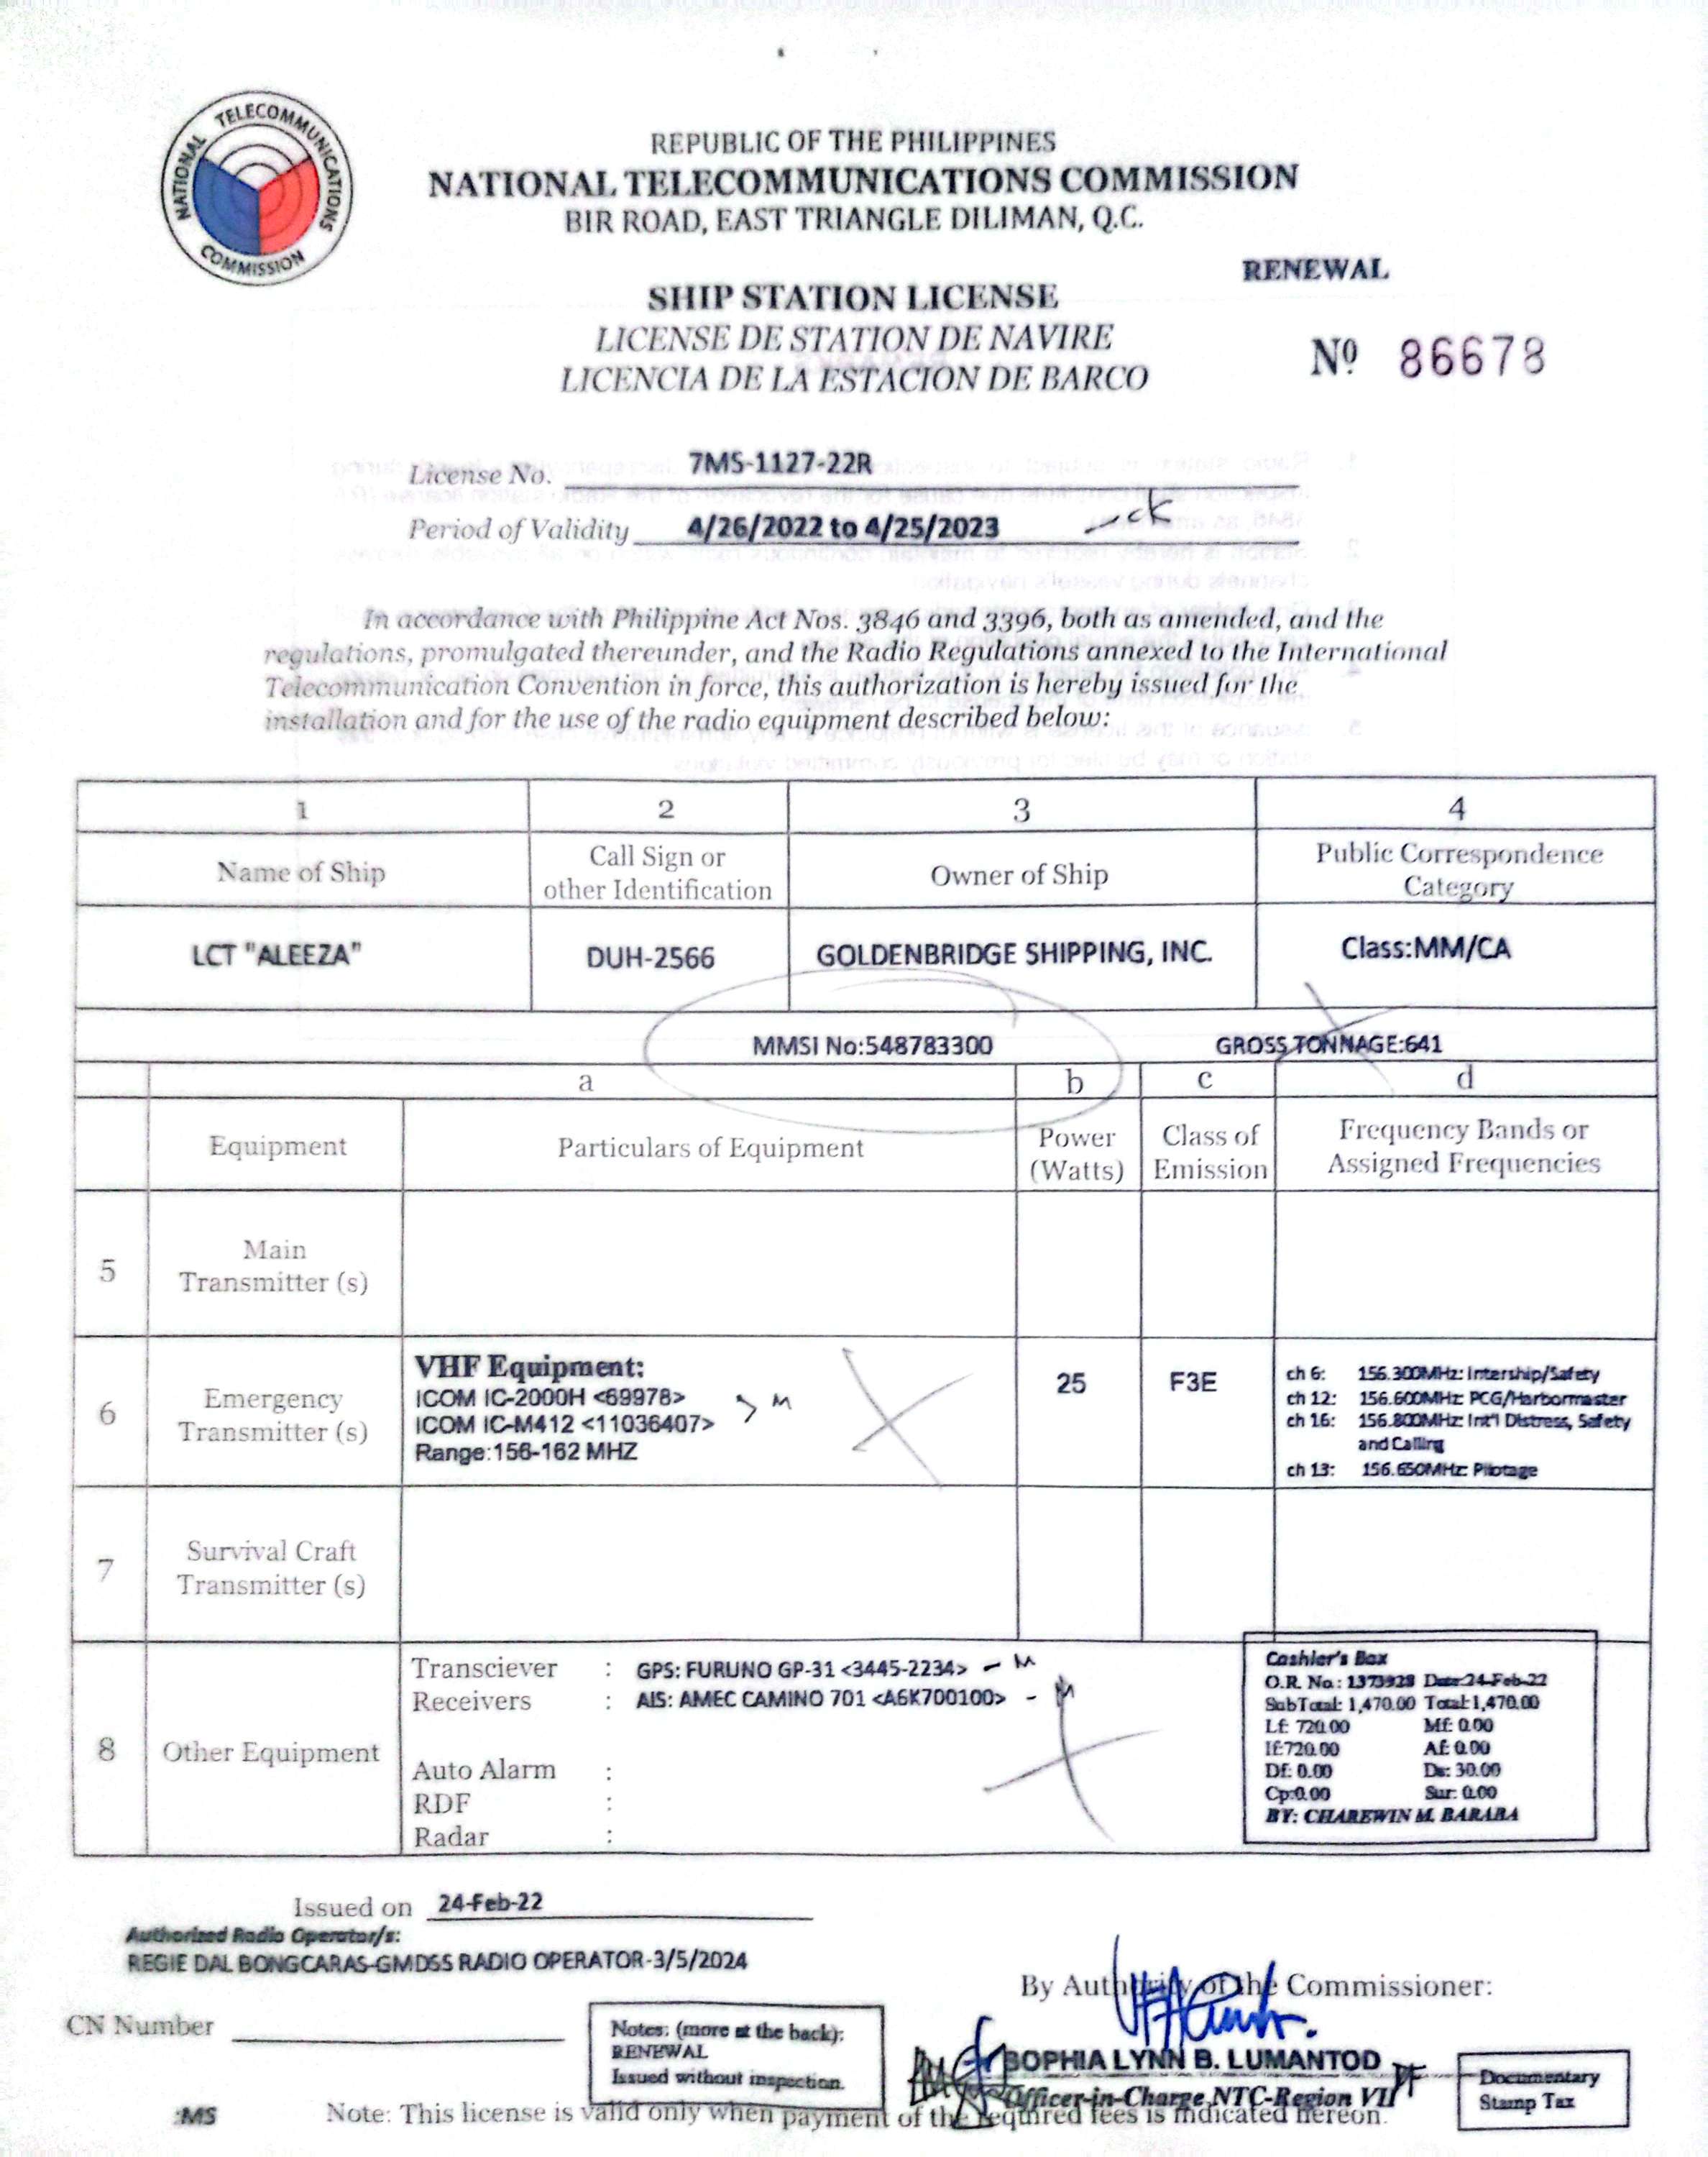 NATIONAL TELECOMMUNICATIONS COMMISSION
REPUBLIC OF THE PHILIPPINES
NATIONAL TELECOMMUNICATIONS COMMISSION
BIR ROAD, EAST TRIANGLE DILIMAN, Q.C.
RENEWAL
SHIP STATION LICENSE
LICENSE DE STATION DE NAVIRE
LICENCIA DE LA ESTACION DE BARCO
Nº 86678
License No. 7MS-1127-22R
Period of Validity 4/26/2022 to 4/25/2023
In accordance with Philippine Act Nos. 3846 and 3396, both as amended, and the
regulations, promulgated thereunder, and the Radio Regulations annexed to the International
Telecommunication Convention in force, this authorization is hereby issued for the
installation and for the use of the radio equipment described below:
1 2 3 4
Name of Ship
Call Sign or
other Identification
Owner of Ship
Public Correspondence
Category
LCT "ALEEZA" DUH-2566 GOLDENBRIDGE SHIPPING, INC. Class:MM/CA
MMSI No:548783300 GROSS TONNAGE:641
a b c d
Equipment
Particulars of Equipment
Power
(Watts)
Class of
Emission
Frequency Bands or
Assigned Frequencies
5
Main
Transmitter (s)
6
Emergency
Transmitter (s)
VHF Equipment:
ICOM IC-2000H <69978>
ICOM IC-M412 <11036407>
Range:156-162 MHZ
M
25
F3E
ch 6: 156.300MHz: Intership/Safety
ch 12: 156.600MHz: PCG/Harbormaster
ch 16: 156.800MHz: Int'l Distress, Safety
and Calling
ch 13: 156.650MHz: Pilotage
7
Survival Craft
Transmitter (s)
8
Other Equipment
Transciever : GPS: FURUNO GP-31 <3445-2234> - M
Receivers : AIS: AMEC CAMINO 701 <A6K700100> - M
Auto Alarm :
RDF :
Radar :
Cashier's Box
O.R. No.: 1373928 Date:24-Feb-22
SubTotal: 1,470.00 Total:1,470.00
Lf: 720.00 Mf: 0.00
If:720.00 Af: 0.00
Df: 0.00 Ds: 30.00
Cp:0.00 Sur: 0.00
BY: CHAREWIN M. BARABA
Issued on 24-Feb-22
Authorized Radio Operator/s:
REGIE DAL BONGCARAS-GMDSS RADIO OPERATOR-3/5/2024
By Authority of the Commissioner:
CN Number
Notes: (more at the back):
RENEWAL
Issued without inspection.
SOPHIA LYNN B. LUMANTOD
Officer-in-Charge NTC-Region VII
Documentary
Stamp Tax
:MS
Note: This license is valid only when payment of the required fees is indicated hereon.